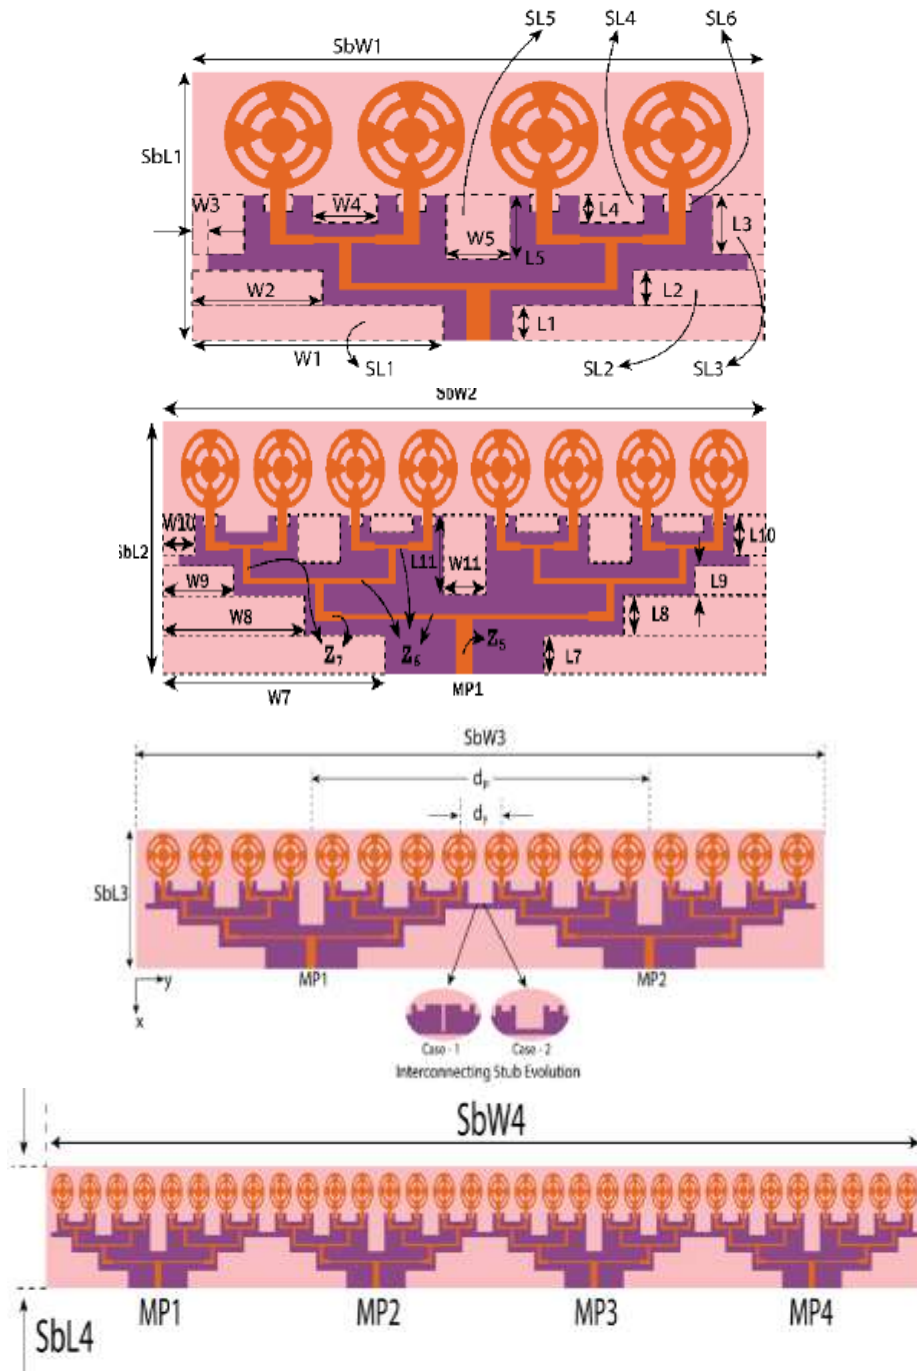 SL5 SL4 SL6
SbW1
SbL1
W3 W4 L4 L3
W5 L5
W2 L2
L1
W1 SL1 SL2 SL3
SbW2
W10 L10
SbL2 L11 W11
W9 L9
W8 L8
Z7 Z6 Z5 L7
W7 MP1
SbW3
dp
d1
SbL3
MP1 MP2
y
x
Case - 1 Case - 2
Interconnecting Stub Evolution
SbW4
MP1 MP2 MP3 MP4
SbL4